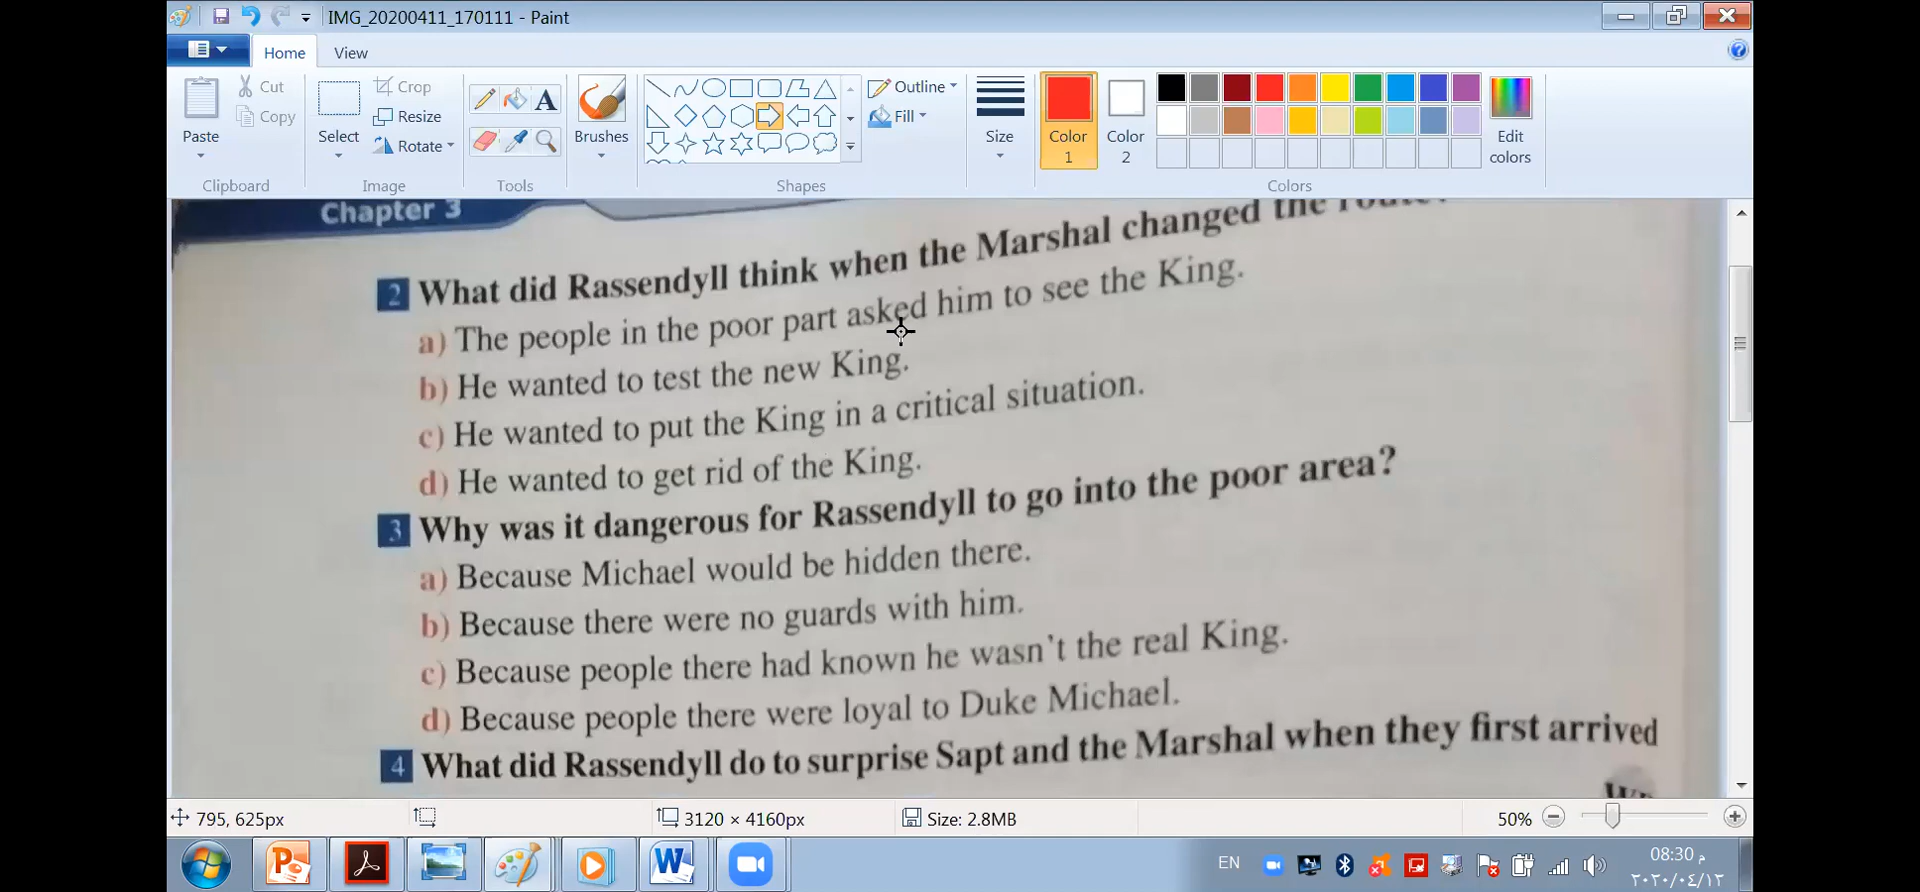 IMG_20200411_170111 - Paint
Home View
Paste
Cut
Copy
Clipboard
Select
Crop
Resize
Rotate
Image
Tools
Brushes
Shapes
Outline
Fill
Size
Color 1
Color 2
Edit colors
Colors
Chapter 3
2 What did Rassendyll think when the Marshal changed the route?
a) The people in the poor part asked him to see the King.
b) He wanted to test the new King.
c) He wanted to put the King in a critical situation.
d) He wanted to get rid of the King.
3 Why was it dangerous for Rassendyll to go into the poor area?
a) Because Michael would be hidden there.
b) Because there were no guards with him.
c) Because people there had known he wasn't the real King.
d) Because people there were loyal to Duke Michael.
4 What did Rassendyll do to surprise Sapt and the Marshal when they first arrived
795, 625px 3120 × 4160px Size: 2.8MB 50%
EN
08:30 م
٢٠٢٠/٠٤/١٢